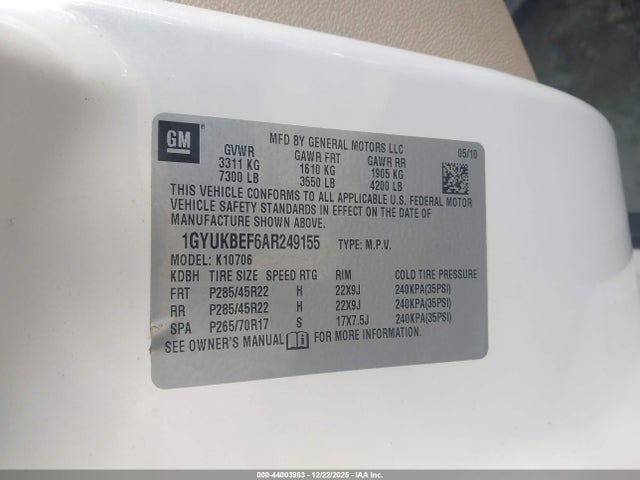 GM
MFD BY GENERAL MOTORS LLC
05/10
GVWR GAWR FRT GAWR RR
3311 KG 1610 KG 1905 KG
7300 LB 3550 LB 4200 LB
THIS VEHICLE CONFORMS TO ALL APPLICABLE U.S. FEDERAL MOTOR
VEHICLE SAFETY STANDARDS IN EFFECT ON THE DATE OF
MANUFACTURE SHOWN ABOVE.
1GYUKBEF6AR249155 TYPE: M.P.V.
MODEL: K10706
KDBH TIRE SIZE SPEED RTG RIM COLD TIRE PRESSURE
FRT P285/45R22 H 22X9J 240KPA(35PSI)
RR P285/45R22 H 22X9J 240KPA(35PSI)
SPA P265/70R17 S 17X7.5J 240KPA(35PSI)
SEE OWNER'S MANUAL FOR MORE INFORMATION.
000-44003963 - 12/22/2025 - IAA Inc.